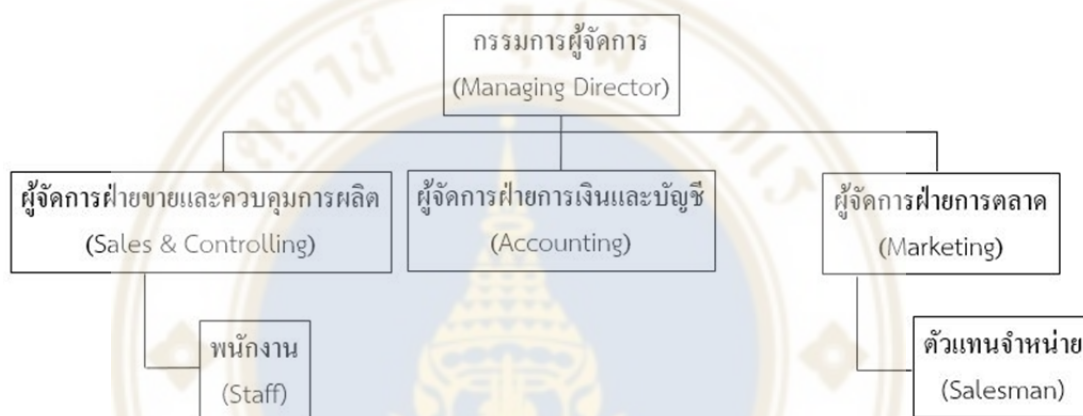 กรรมการผู้จัดการ
(Managing Director)
ผู้จัดการฝ่ายขายและควบคุมการผลิต
(Sales & Controlling)
ผู้จัดการฝ่ายการเงินและบัญชี
(Accounting)
ผู้จัดการฝ่ายการตลาด
(Marketing)
พนักงาน
(Staff)
ตัวแทนจำหน่าย
(Salesman)